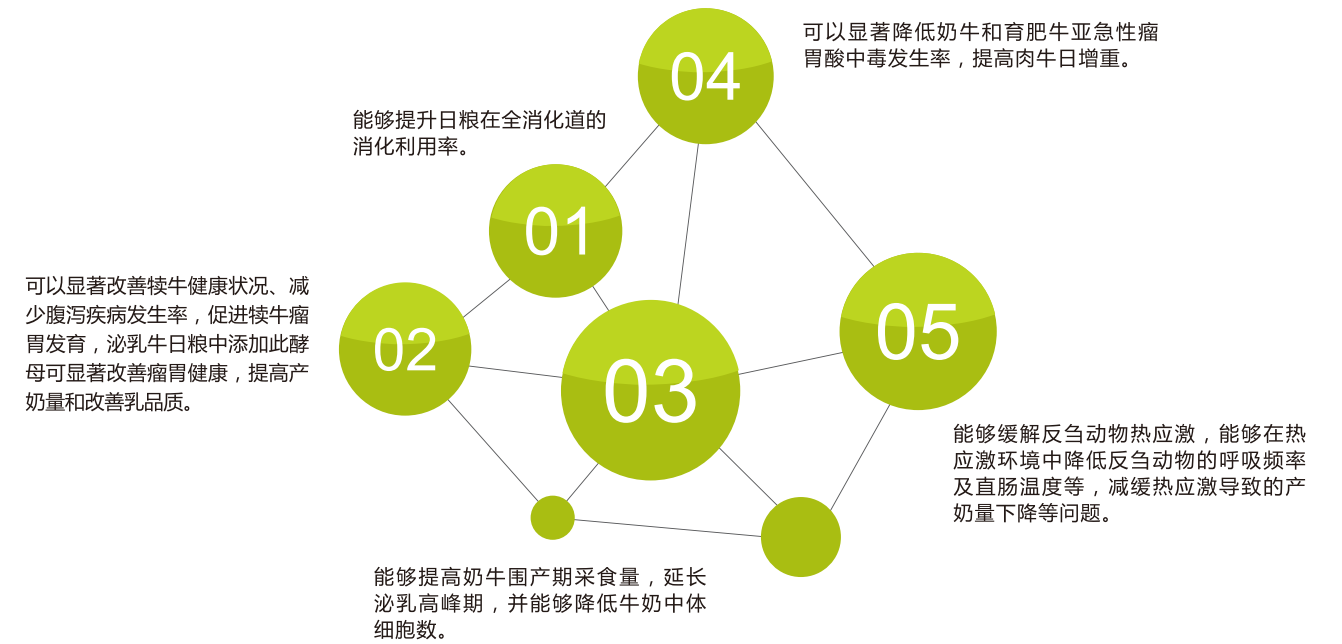 04
可以显著降低奶牛和育肥牛亚急性瘤
胃酸中毒发生率，提高肉牛日增重。
能够提升日粮在全消化道的
消化利用率。
01
可以显著改善犊牛健康状况、减
少腹泻疾病发生率，促进犊牛瘤
胃发育，泌乳牛日粮中添加此酵
母可显著改善瘤胃健康，提高产
奶量和改善乳品质。
02
03
05
能够缓解反刍动物热应激，能够在热
应激环境中降低反刍动物的呼吸频率
及直肠温度等，减缓热应激导致的产
奶量下降等问题。
能够提高奶牛围产期采食量，延长
泌乳高峰期，并能够降低牛奶中体
细胞数。